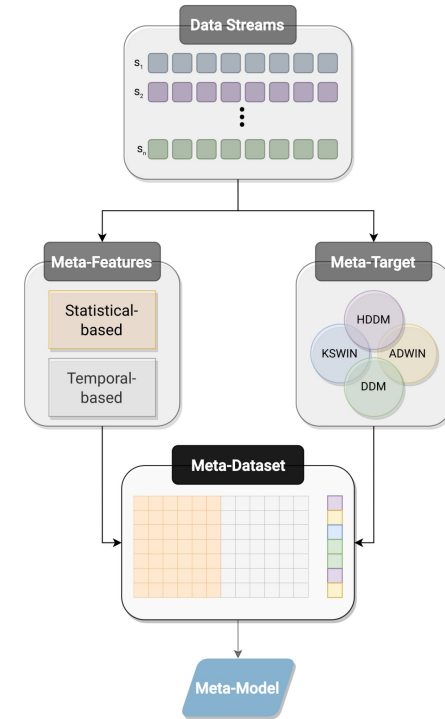 Data Streams
S1
S2
Sn
Meta-Features
Meta-Target
Statistical-
based
Temporal-
based
HDDM
KSWIN
ADWIN
DDM
Meta-Dataset
Meta-Model